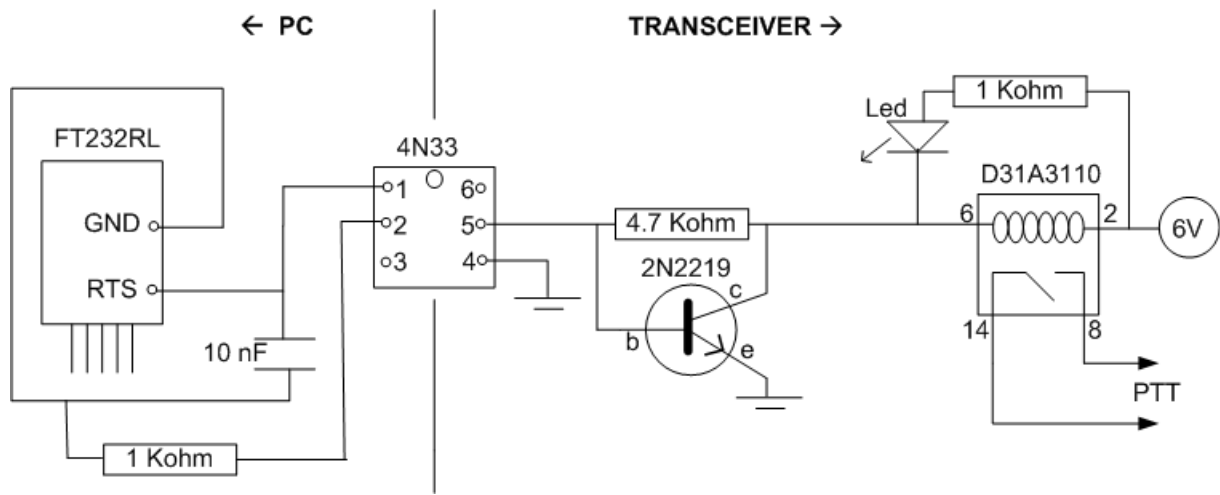 ← PC
TRANSCEIVER →
FT232RL
GND
RTS
10 nF
1 Kohm
4N33
1
2
3
6
5
4
4.7 Kohm
2N2219
c
b
e
Led
1 Kohm
D31A3110
6
2
6V
14
8
PTT